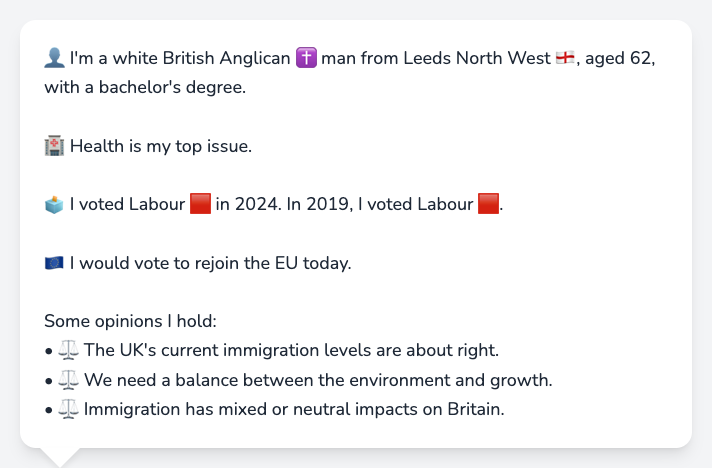 👤 I'm a white British Anglican ✝️ man from Leeds North West 🏴󠁧󠁢󠁥󠁮󠁧󠁿, aged 62,
with a bachelor's degree.
🏥 Health is my top issue.
🗳️ I voted Labour 🟥 in 2024. In 2019, I voted Labour 🟥.
🇪🇺 I would vote to rejoin the EU today.
Some opinions I hold:
• ⚖️ The UK's current immigration levels are about right.
• ⚖️ We need a balance between the environment and growth.
• ⚖️ Immigration has mixed or neutral impacts on Britain.